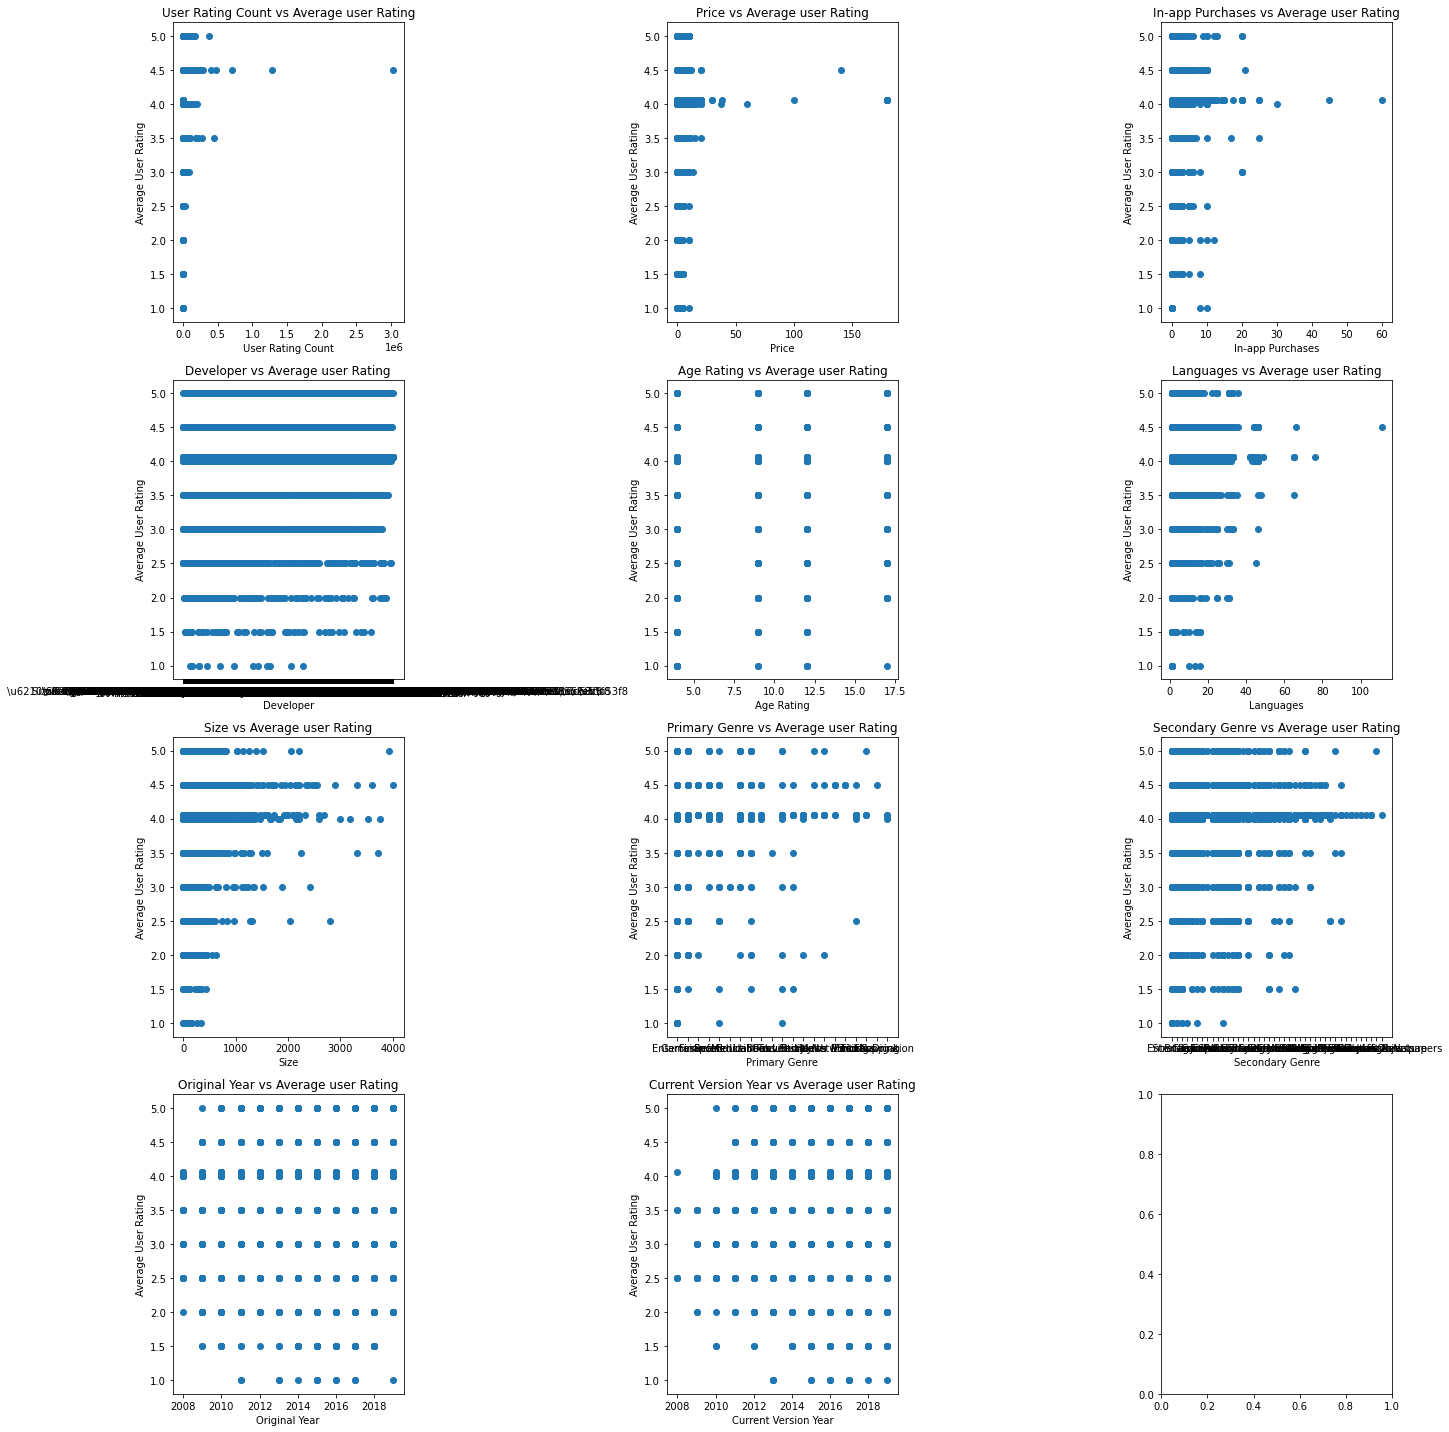 User Rating Count vs Average user Rating
Average User Rating
5.0
4.5
4.0
3.5
3.0
2.5
2.0
1.5
1.0
0.0 0.5 1.0 1.5 2.0 2.5 3.0
1e6
User Rating Count
Price vs Average user Rating
Average User Rating
5.0
4.5
4.0
3.5
3.0
2.5
2.0
1.5
1.0
0 50 100 150
Price
In-app Purchases vs Average user Rating
Average User Rating
5.0
4.5
4.0
3.5
3.0
2.5
2.0
1.5
1.0
0 10 20 30 40 50 60
In-app Purchases
Developer vs Average user Rating
Average User Rating
5.0
4.5
4.0
3.5
3.0
2.5
2.0
1.5
1.0
Developer
Age Rating vs Average user Rating
Average User Rating
5.0
4.5
4.0
3.5
3.0
2.5
2.0
1.5
1.0
5.0 7.5 10.0 12.5 15.0 17.5
Age Rating
Languages vs Average user Rating
Average User Rating
5.0
4.5
4.0
3.5
3.0
2.5
2.0
1.5
1.0
0 20 40 60 80 100
Languages
Size vs Average user Rating
Average User Rating
5.0
4.5
4.0
3.5
3.0
2.5
2.0
1.5
1.0
0 1000 2000 3000 4000
Size
Primary Genre vs Average user Rating
Average User Rating
5.0
4.5
4.0
3.5
3.0
2.5
2.0
1.5
1.0
Primary Genre
Secondary Genre vs Average user Rating
Average User Rating
5.0
4.5
4.0
3.5
3.0
2.5
2.0
1.5
1.0
Secondary Genre
Original Year vs Average user Rating
Average User Rating
5.0
4.5
4.0
3.5
3.0
2.5
2.0
1.5
1.0
2008 2010 2012 2014 2016 2018
Original Year
Current Version Year vs Average user Rating
Average User Rating
5.0
4.5
4.0
3.5
3.0
2.5
2.0
1.5
1.0
2008 2010 2012 2014 2016 2018
Current Version Year
1.0
0.8
0.6
0.4
0.2
0.0
0.0 0.2 0.4 0.6 0.8 1.0